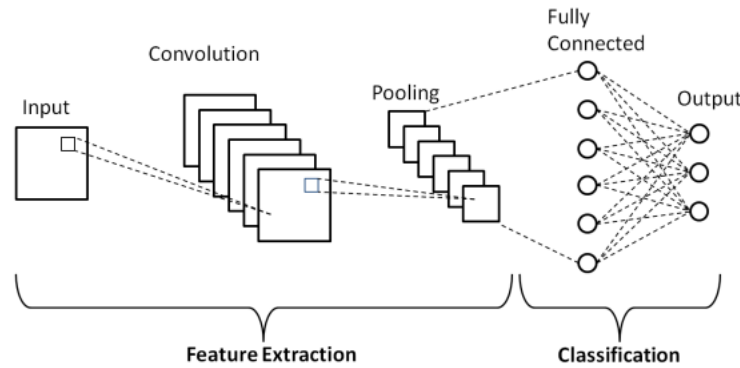 Input
Convolution
Pooling
Fully
Connected
Output
Feature Extraction
Classification